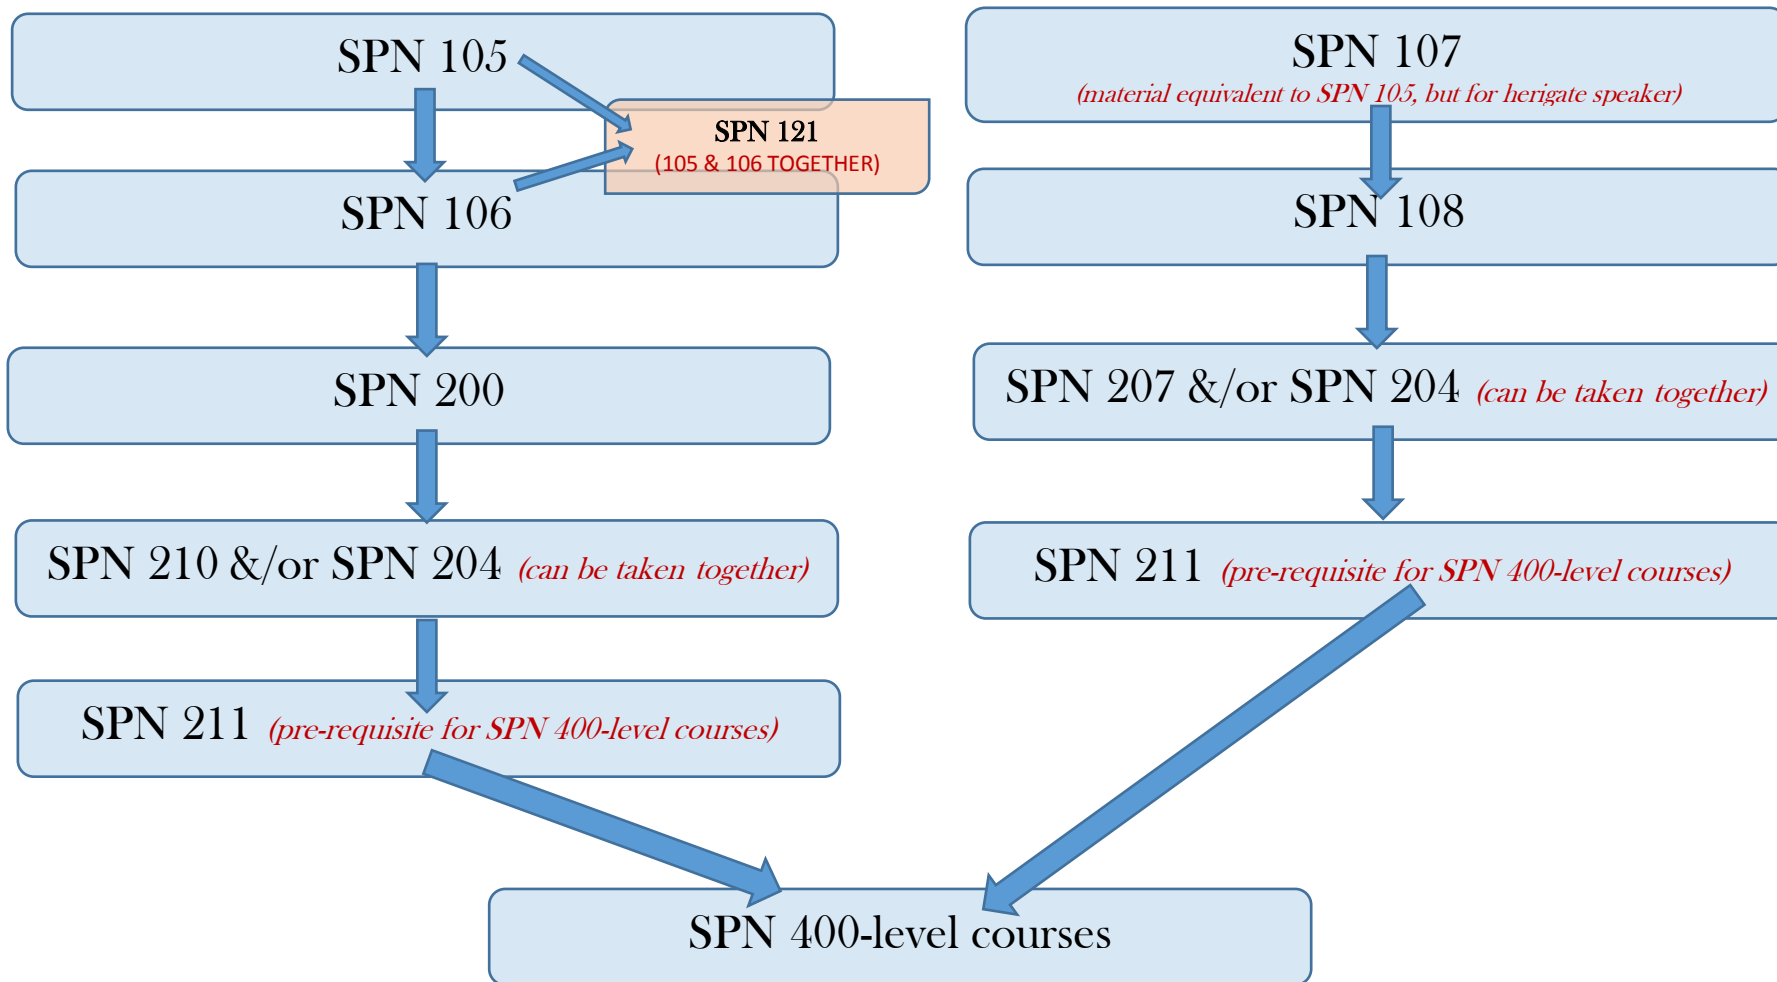 SPN 105
SPN 121
(105 & 106 TOGETHER)
SPN 106
SPN 200
SPN 210 &/or SPN 204 (can be taken together)
SPN 211 (pre-requisite for SPN 400-level courses)
SPN 107
(material equivalent to SPN 105, but for herigate speaker)
SPN 108
SPN 207 &/or SPN 204 (can be taken together)
SPN 211 (pre-requisite for SPN 400-level courses)
SPN 400-level courses